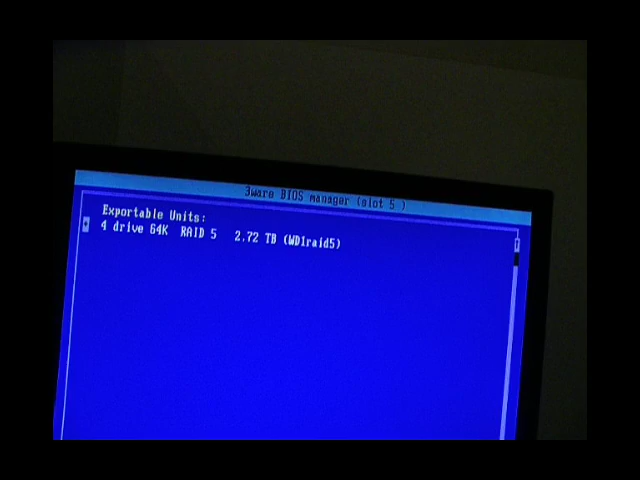 3ware BIOS manager (slot 5 )
Exportable Units:
4 drive 64K RAID 5 2.72 TB (WD1raid5)